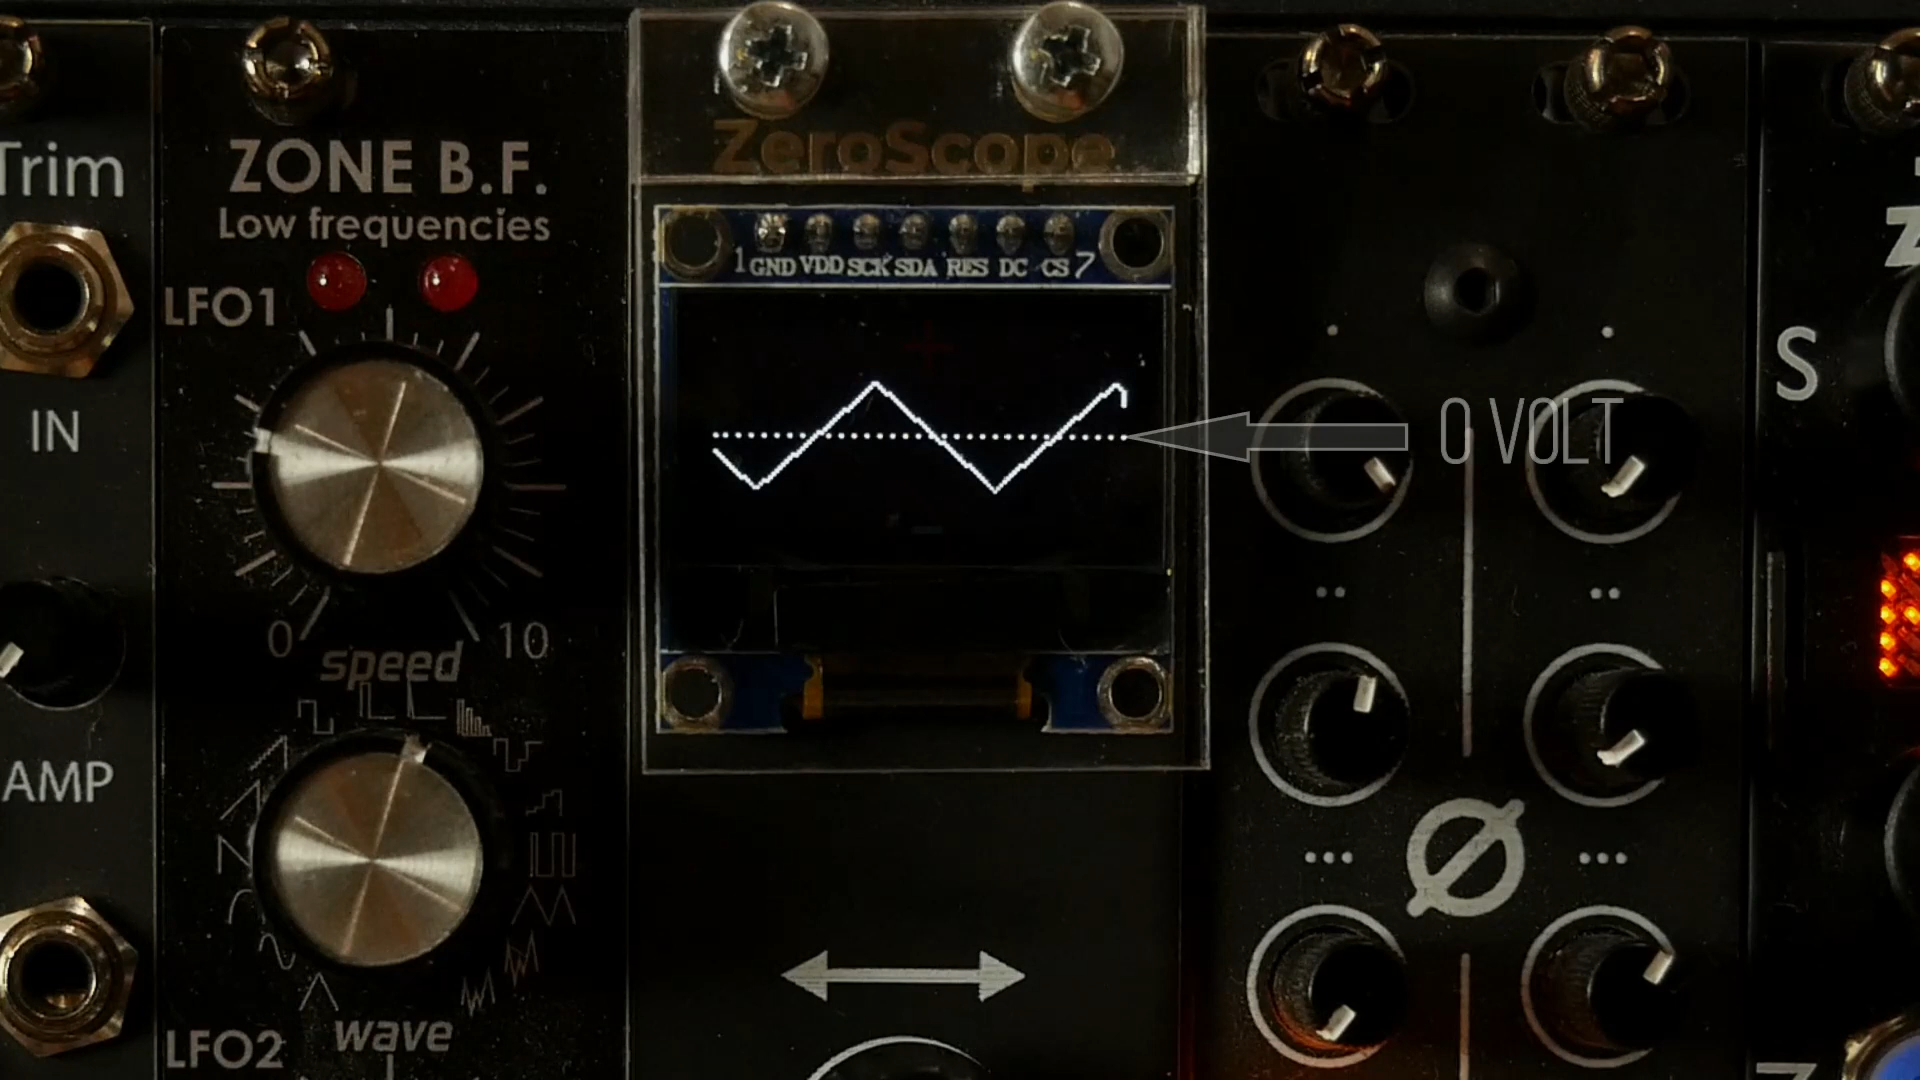 Trim
IN
AMP
ZONE B.F.
Low frequencies
LFO1
0
10
speed
wave
LFO2
ZeroScope
1 GND VDD SCK SDA RES DC CS 7
0 VOLT
S